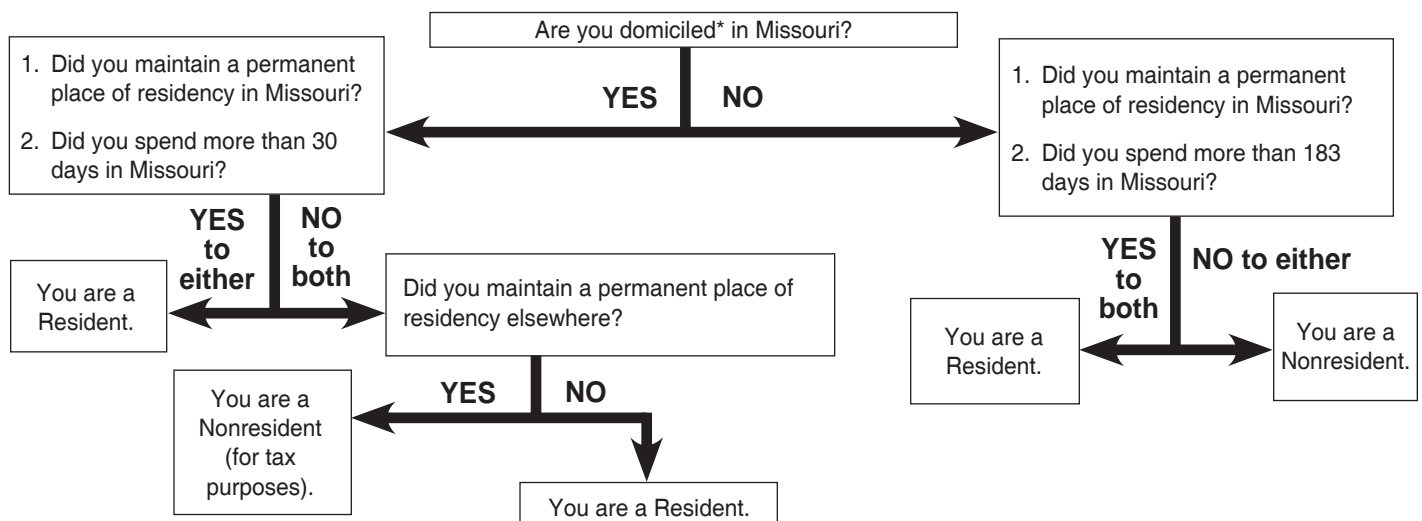 Are you domiciled* in Missouri?
YES
NO
1. Did you maintain a permanent
place of residency in Missouri?
2. Did you spend more than 30
days in Missouri?
YES
to
either
NO
to
both
You are a
Resident.
Did you maintain a permanent place of
residency elsewhere?
YES
NO
You are a
Nonresident
(for tax
purposes).
You are a Resident.
1. Did you maintain a permanent
place of residency in Missouri?
2. Did you spend more than 183
days in Missouri?
YES
to
both
NO to either
You are a
Resident.
You are a
Nonresident.